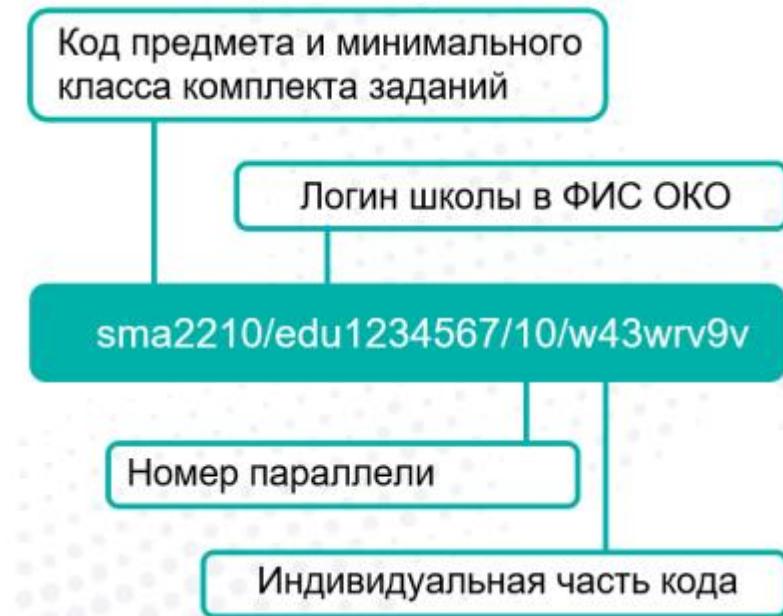 Код предмета и минимального
класса комплекта заданий
Логин школы в ФИС ОКО
sma2210/edu1234567/10/w43wrv9v
Номер параллели
Индивидуальная часть кода